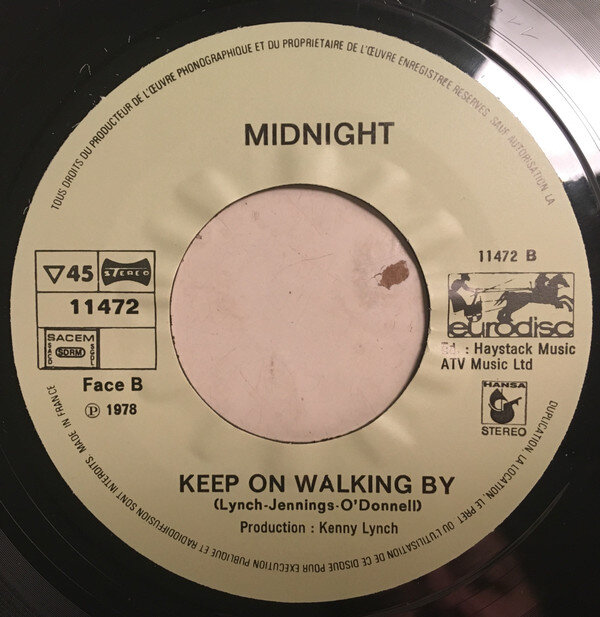 TOUS DROITS DU PRODUCTEUR DE L'ŒUVRE PHONOGRAPHIQUE ET DU PROPRIETAIRE DE L'ŒUVRE ENREGISTREE RESERVES. SAUF AUTORISATION, LA
DUPLICATION, LA LOCATION, LE PRET OU L'UTILISATION DE CE DISQUE POUR EXECUTION PUBLIQUE ET RADIODIFFUSION SONT INTERDITS. MADE IN FRANCE
MIDNIGHT
▽45 STEREO
11472
SACEM
SACD SDRM SGDL
Face B
Ⓟ 1978
11472 B
eurodisc
Ed. : Haystack Music
ATV Music Ltd
HANSA
STEREO
KEEP ON WALKING BY
(Lynch-Jennings-O'Donnell)
Production : Kenny Lynch